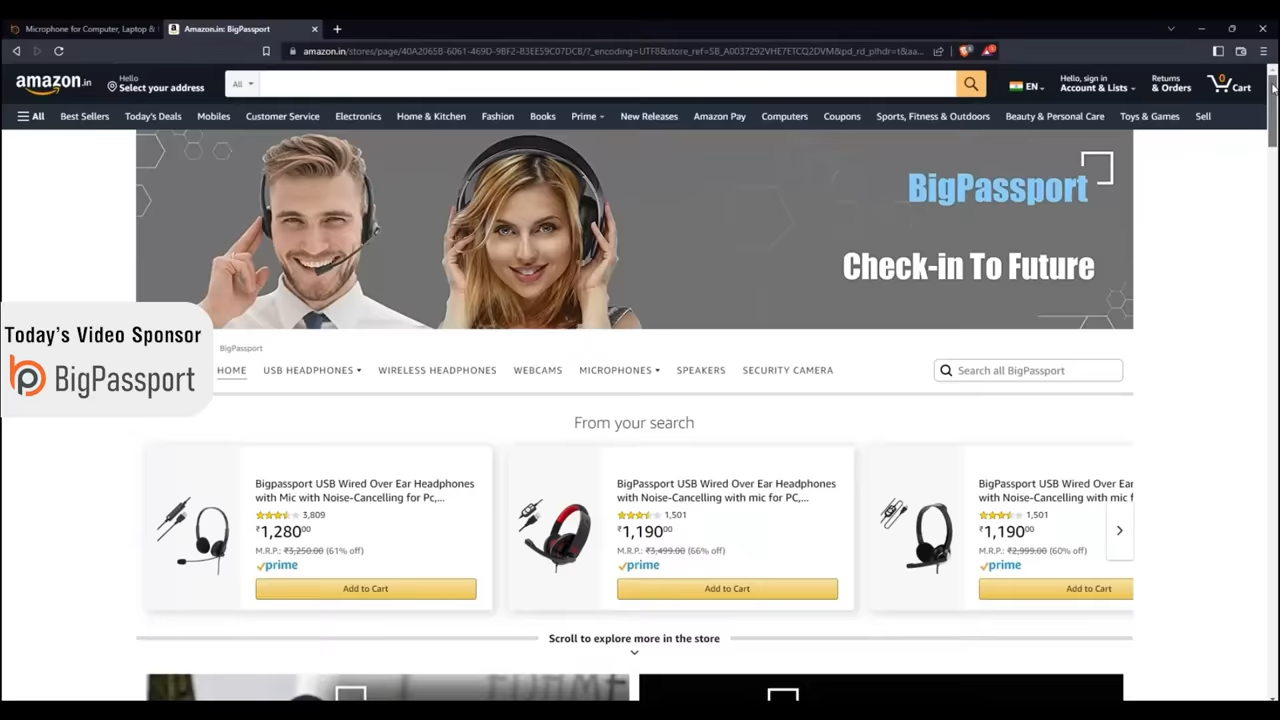 Microphone for Computer, Laptop &
Amazon.in: BigPassport
amazon.in/stores/page/40A2065B-6061-469D-9BF2-B3EE59C07DCB/?_encoding=UTF8&store_ref=SB_A0037292VHE7ETCQ2DVM&pd_rd_plhdr=t&aa...
amazon.in
Hello
Select your address
All
EN
Hello, sign in
Account & Lists
Returns
& Orders
0
Cart
All Best Sellers Today's Deals Mobiles Customer Service Electronics Home & Kitchen Fashion Books Prime New Releases Amazon Pay Computers Coupons Sports, Fitness & Outdoors Beauty & Personal Care Toys & Games Sell
BigPassport
Check-in To Future
Today's Video Sponsor
BigPassport
BigPassport
HOME USB HEADPHONES WIRELESS HEADPHONES WEBCAMS MICROPHONES SPEAKERS SECURITY CAMERA
Search all BigPassport
From your search
Bigpassport USB Wired Over Ear Headphones
with Mic with Noise-Cancelling for Pc,...
3,809
₹1,28000
M.R.P.: ₹3,250.00 (61% off)
prime
Add to Cart
BigPassport USB Wired Over Ear Headphones
with Noise-Cancelling with mic for PC,...
1,501
₹1,19000
M.R.P.: ₹3,499.00 (66% off)
prime
Add to Cart
BigPassport USB Wired Over Ear
with Noise-Cancelling with mic f
1,501
₹1,19000
M.R.P.: ₹2,999.00 (60% off)
prime
Add to Cart
Scroll to explore more in the store